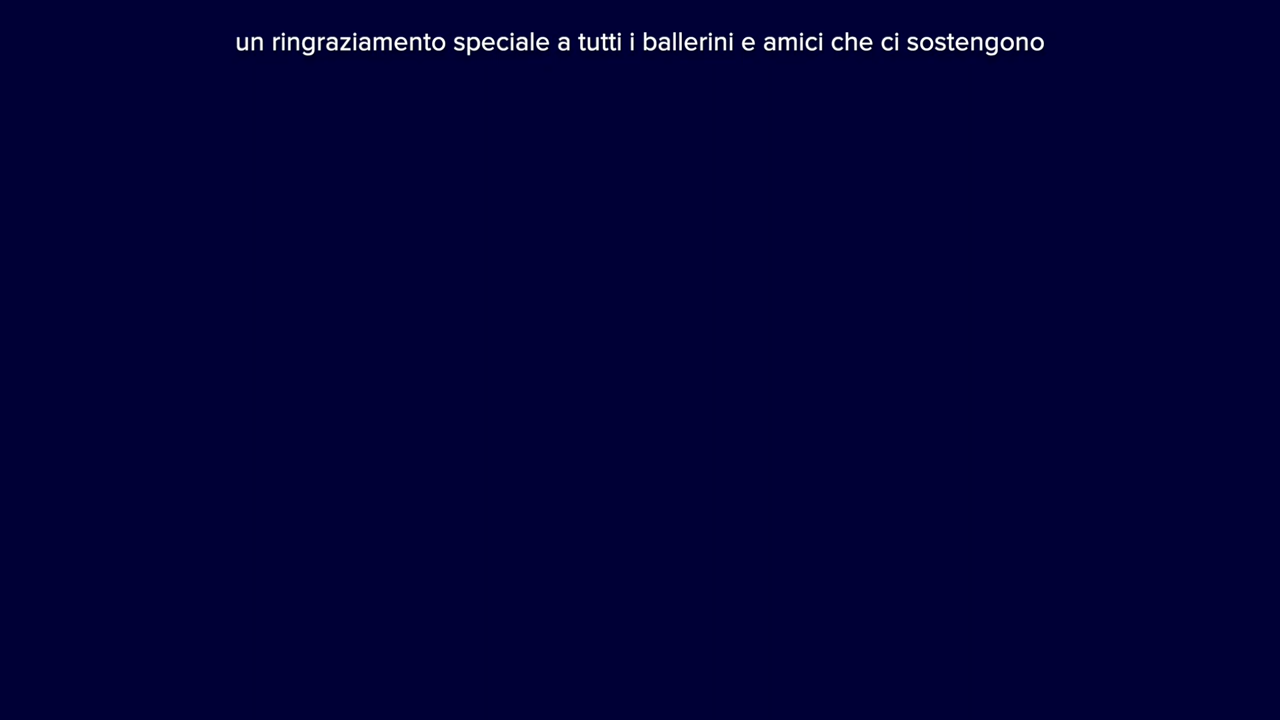 un ringraziamento speciale a tutti i ballerini e amici che ci sostengono